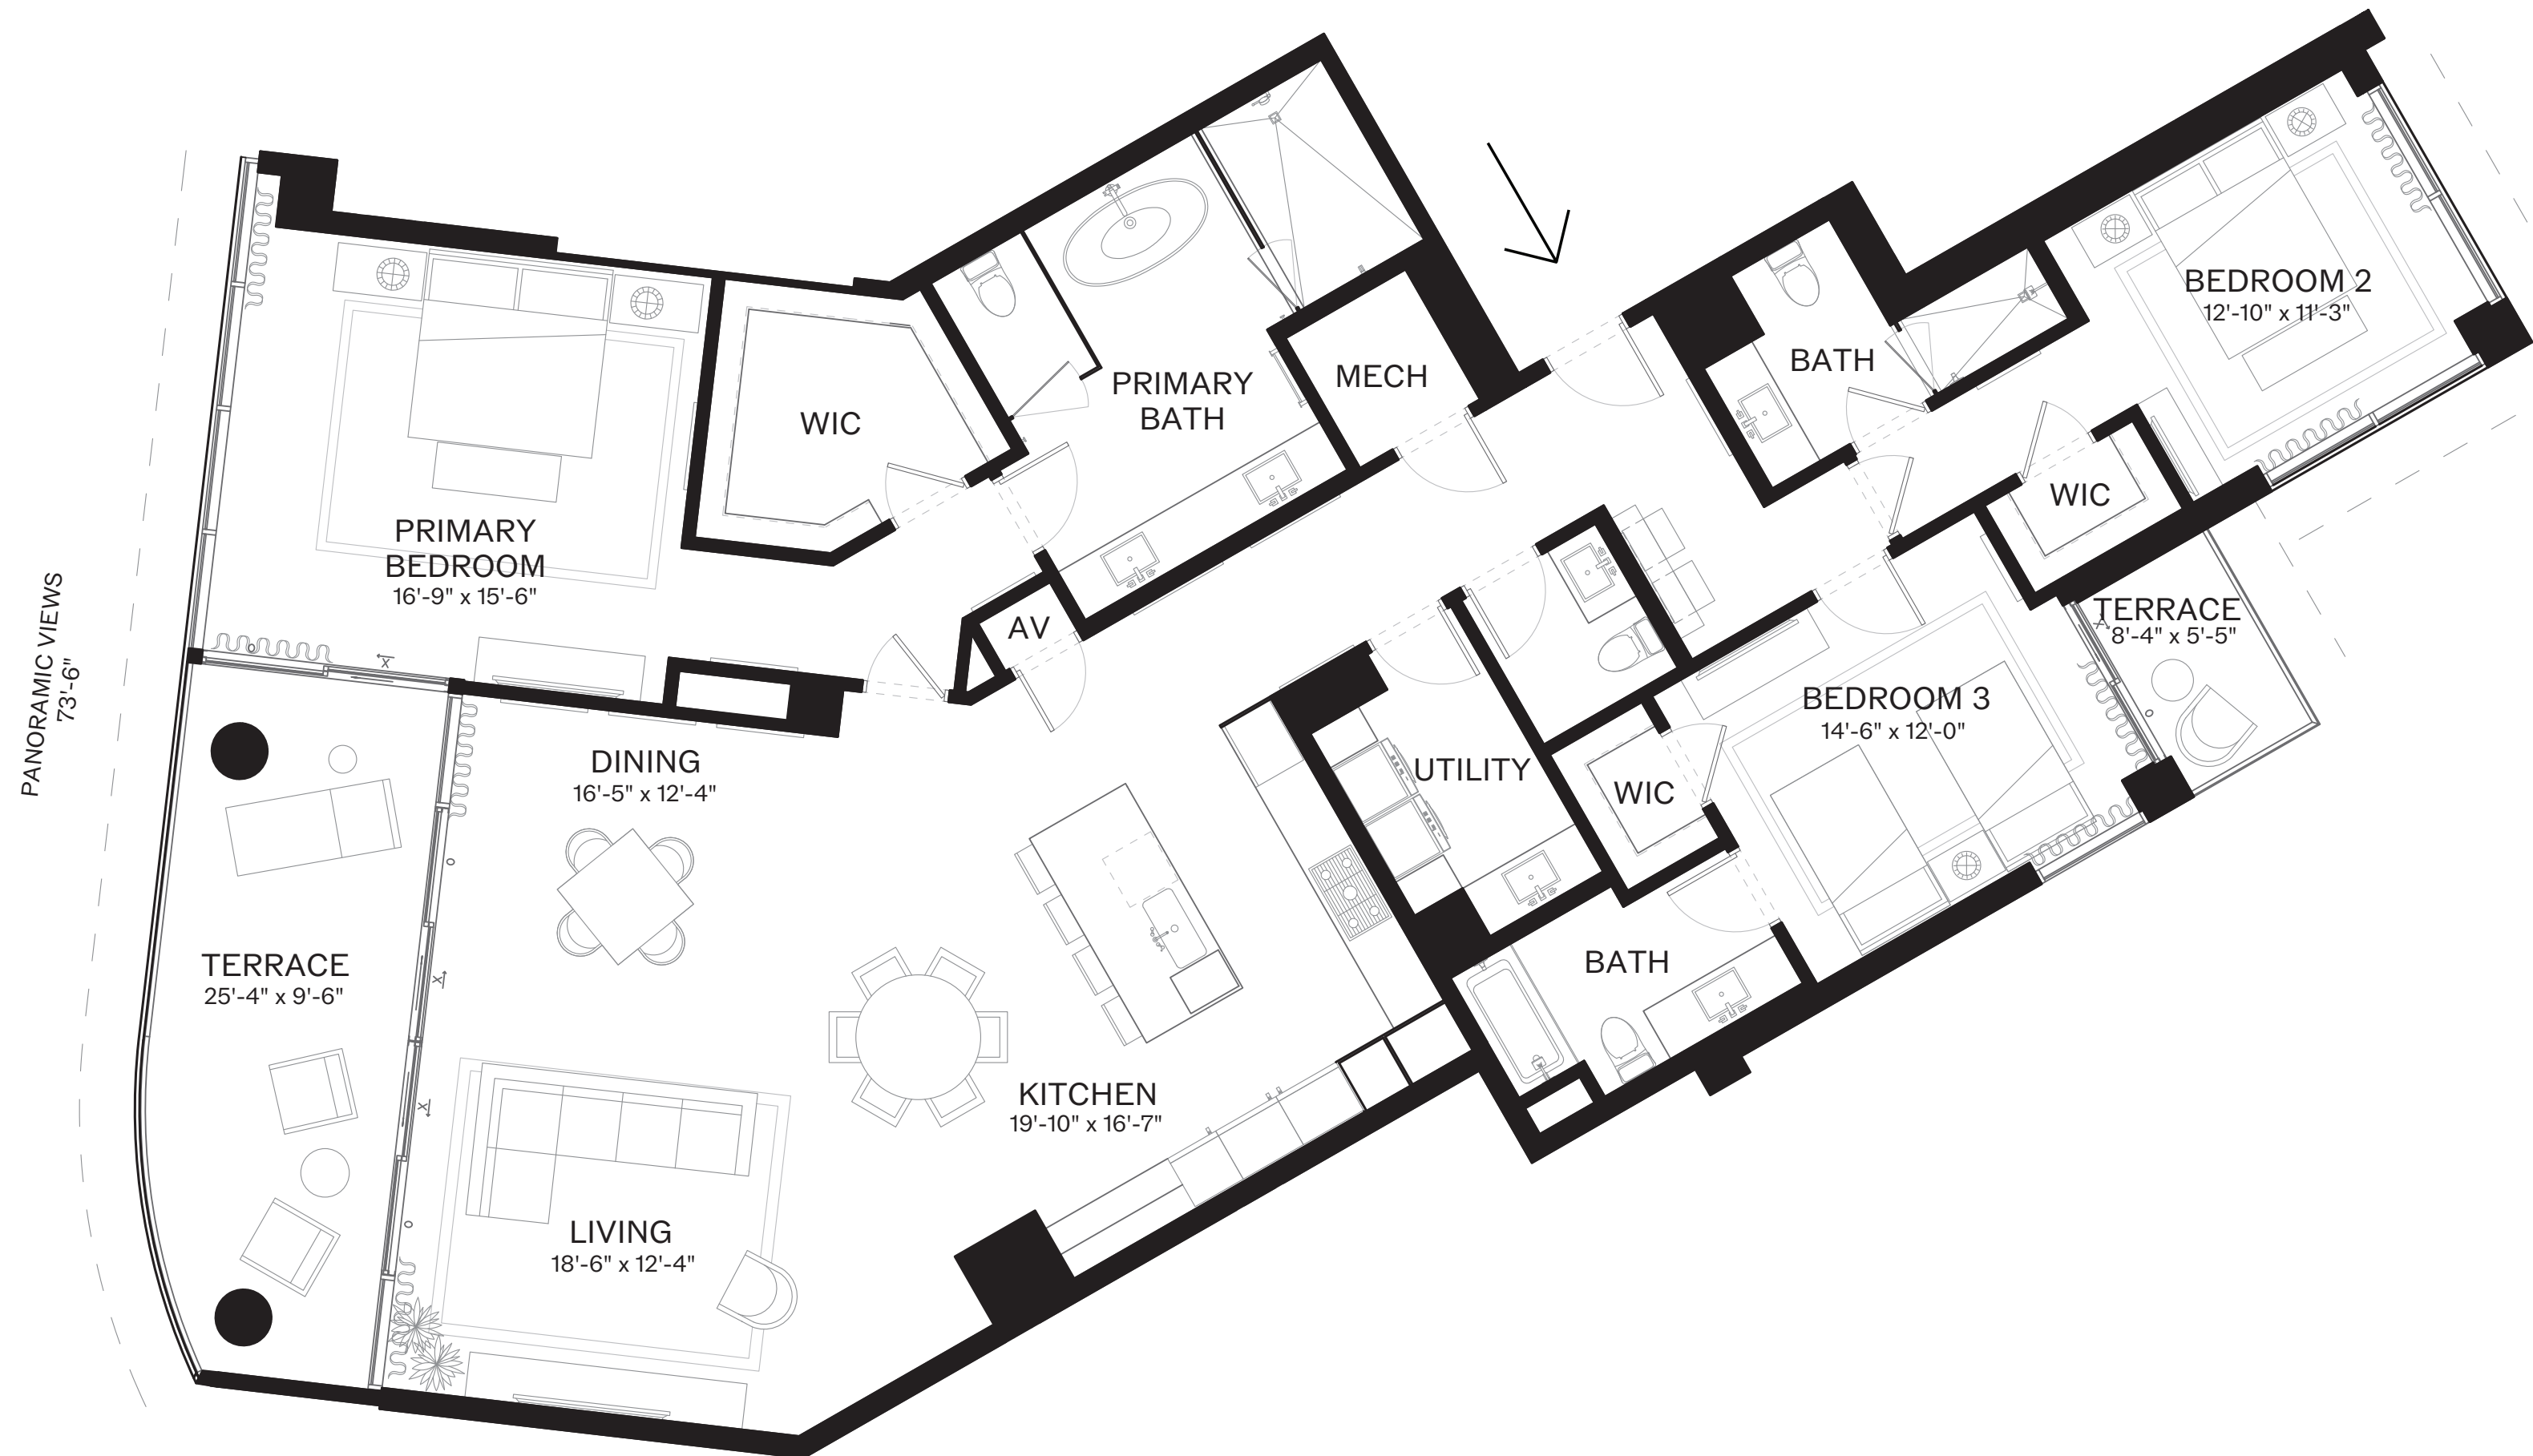 PANORAMIC VIEWS
73'-6"
PRIMARY
BEDROOM
16'-9" x 15'-6"
WIC
PRIMARY
BATH
MECH
BATH
BEDROOM 2
12'-10" x 11'-3"
WIC
TERRACE
8'-4" x 5'-5"
AV
DINING
16'-5" x 12'-4"
UTILITY
WIC
BEDROOM 3
14'-6" x 12'-0"
TERRACE
25'-4" x 9'-6"
BATH
KITCHEN
19'-10" x 16'-7"
LIVING
18'-6" x 12'-4"
X
O
O
X
X
O
X
O